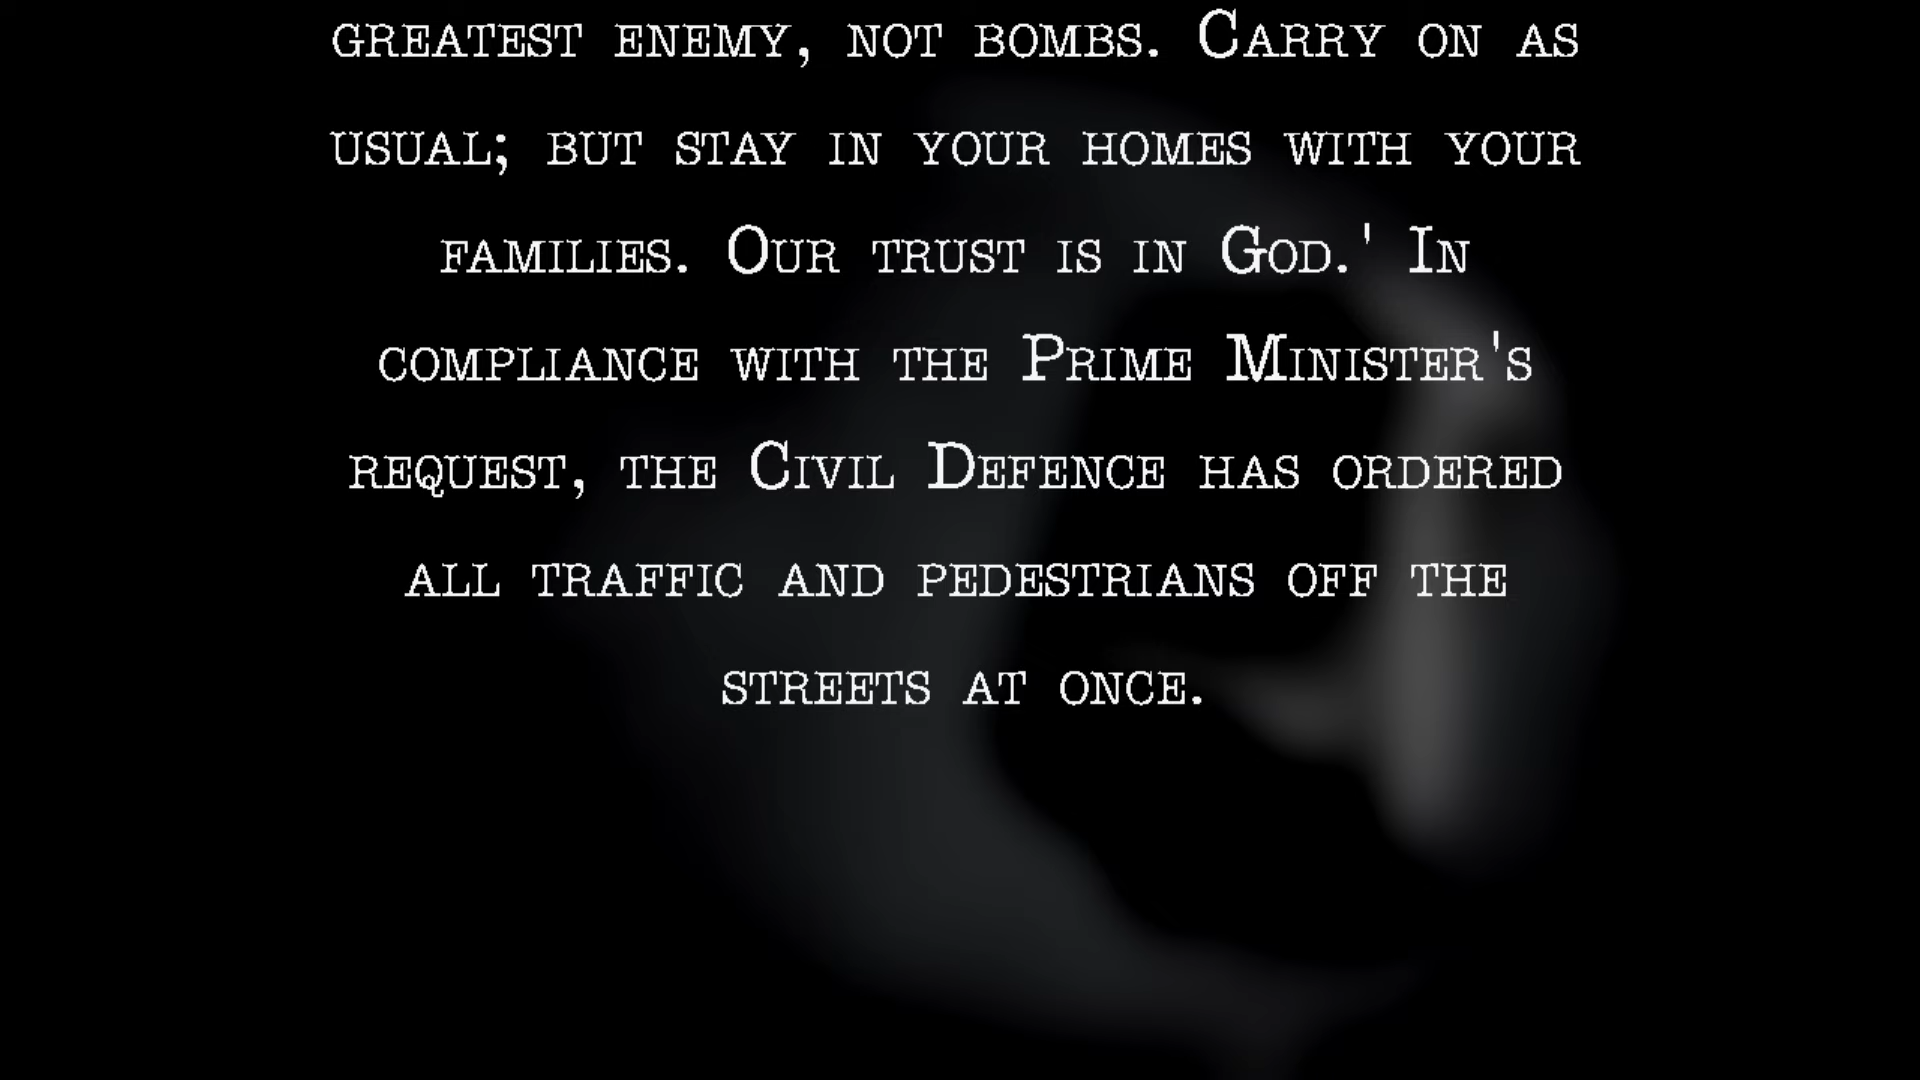 GREATEST ENEMY, NOT BOMBS. CARRY ON AS
USUAL; BUT STAY IN YOUR HOMES WITH YOUR
FAMILIES. OUR TRUST IS IN GOD.' IN
COMPLIANCE WITH THE PRIME MINISTER'S
REQUEST, THE CIVIL DEFENCE HAS ORDERED
ALL TRAFFIC AND PEDESTRIANS OFF THE
STREETS AT ONCE.